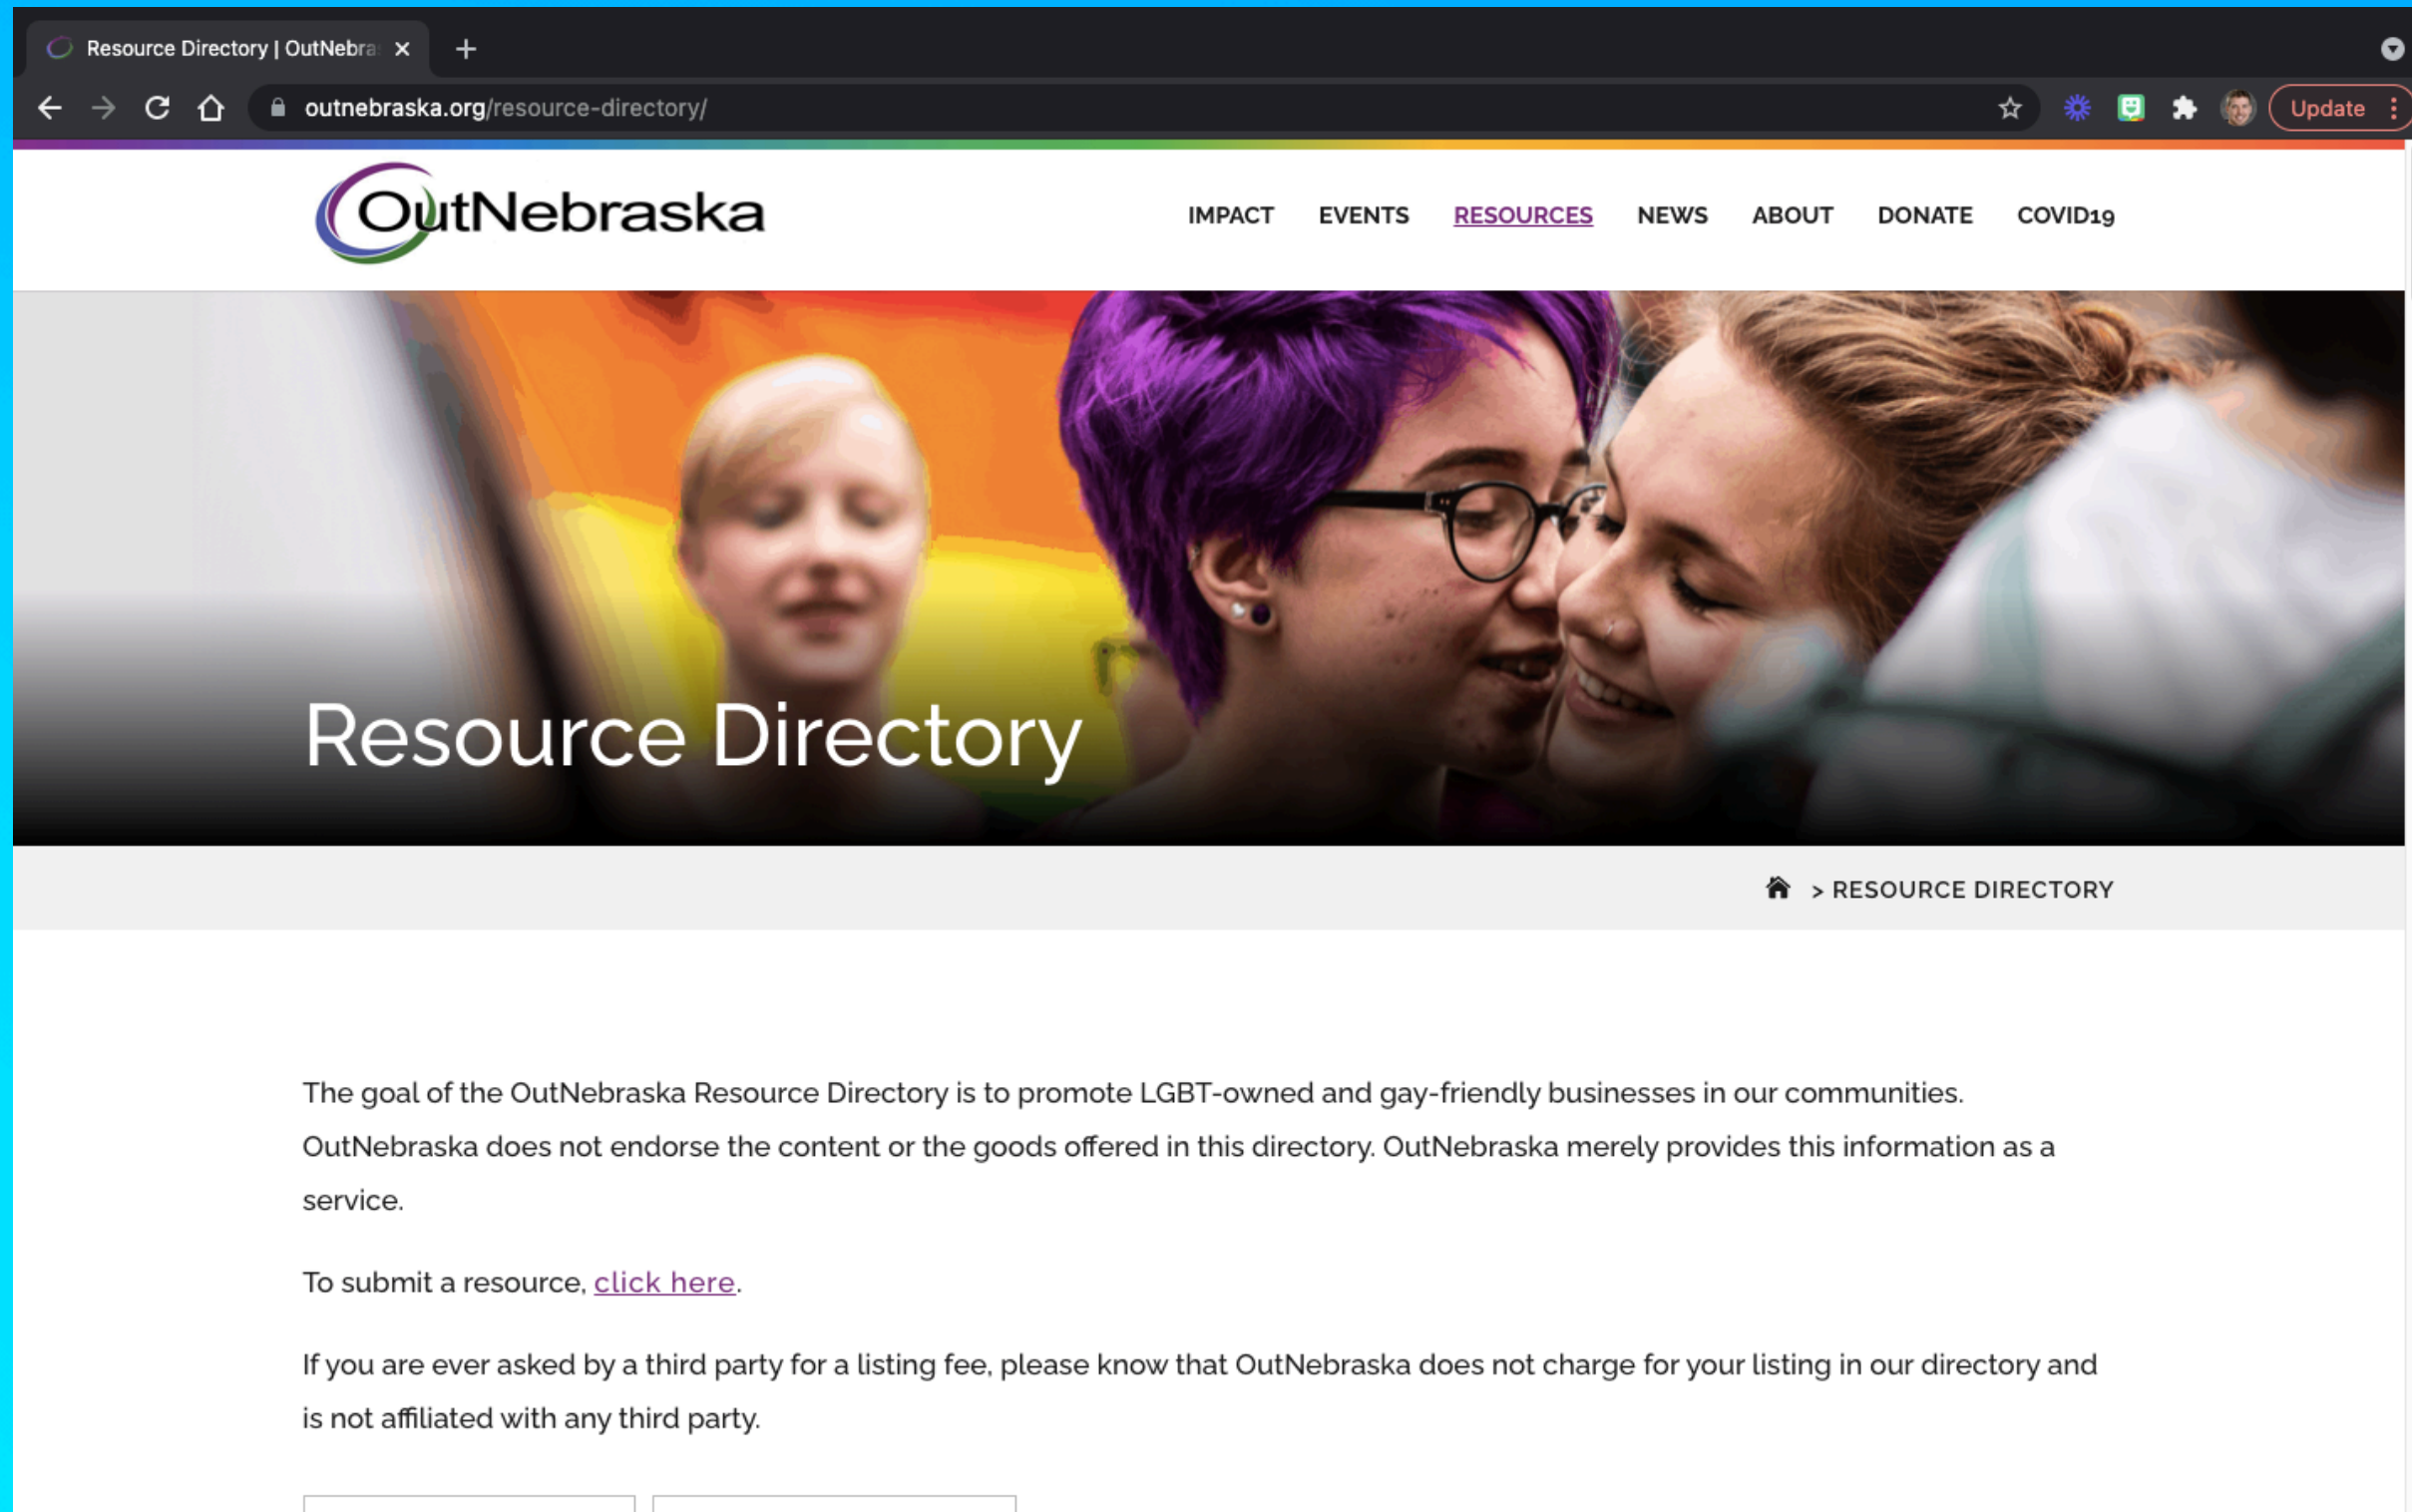 Resource Directory | OutNebra
outnebraska.org/resource-directory/
Update
OutNebraska
IMPACT EVENTS RESOURCES NEWS ABOUT DONATE COVID19
Resource Directory
> RESOURCE DIRECTORY
The goal of the OutNebraska Resource Directory is to promote LGBT-owned and gay-friendly businesses in our communities.
OutNebraska does not endorse the content or the goods offered in this directory. OutNebraska merely provides this information as a
service.
To submit a resource, click here.
If you are ever asked by a third party for a listing fee, please know that OutNebraska does not charge for your listing in our directory and
is not affiliated with any third party.